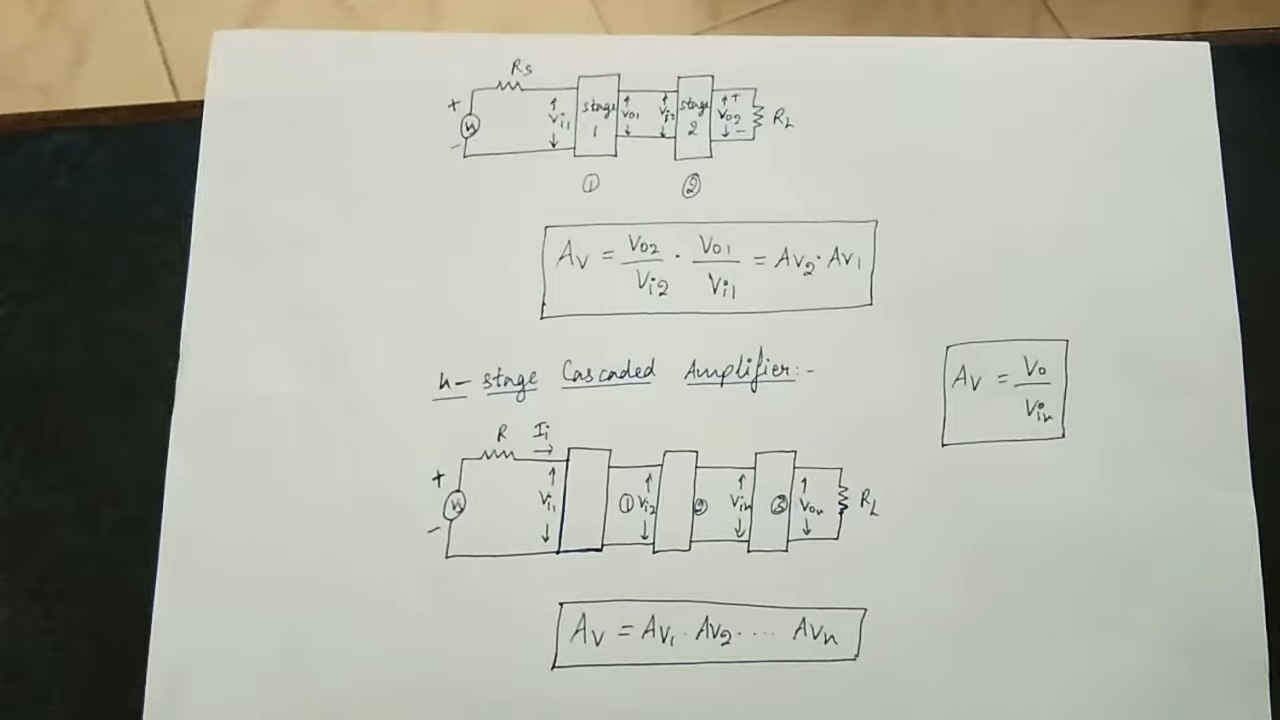 Rs
+ Vs -
Vi1
stage 1
Vo1
Vi2
stage 2
+ Vo2 -
RL
① ②
Av = Vo2/Vi2 · Vo1/Vi1 = Av2 · Av1
n- stage Cascaded Amplifier:-
Av = Vo/Vin
R Ii
+ Vs -
Vi1
① Vi2
② Vin
③ Von
RL
Av = Av1 . Av2 . .... Avn